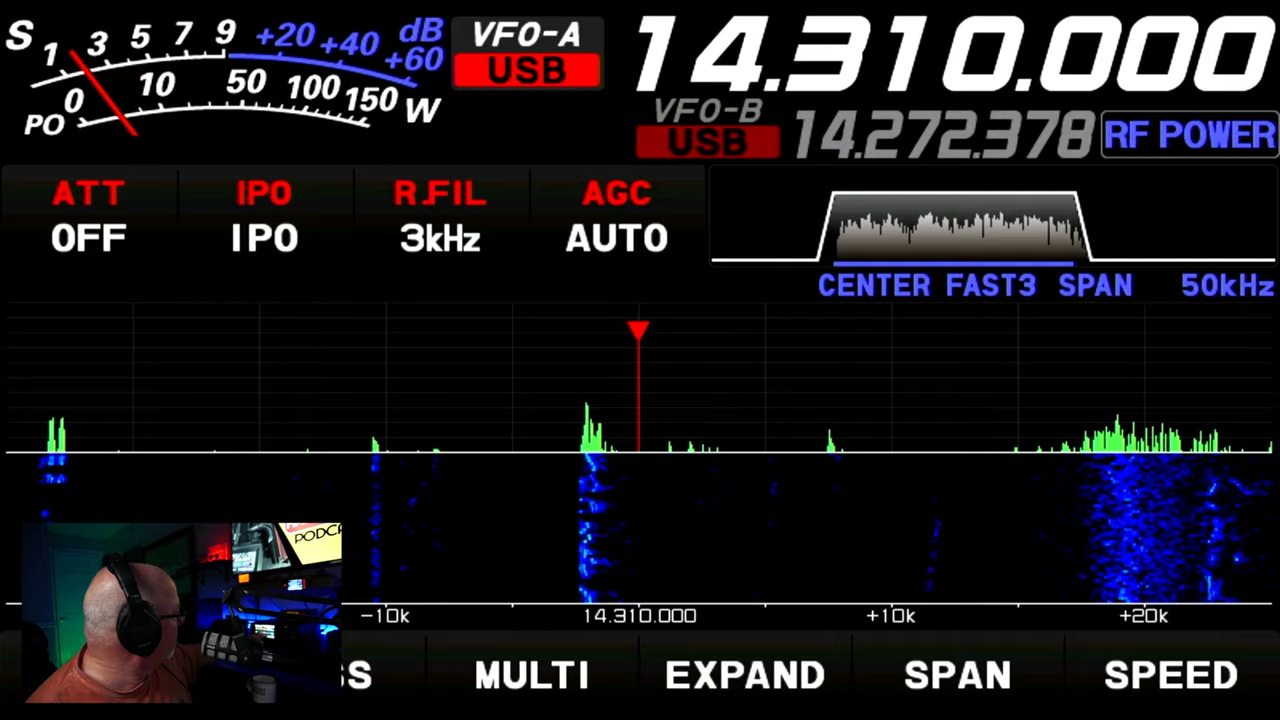 S 1 3 5 7 9 +20 +40 +60 dB
PO 0 10 50 100 150 W
VFO-A
USB
14.310.000
VFO-B
USB
14.272.378
RF POWER
ATT IPO R.FIL AGC
OFF IPO 3kHz AUTO
CENTER FAST3 SPAN 50kHz
PODC
-10k 14.310.000 +10k +20k
SS MULTI EXPAND SPAN SPEED